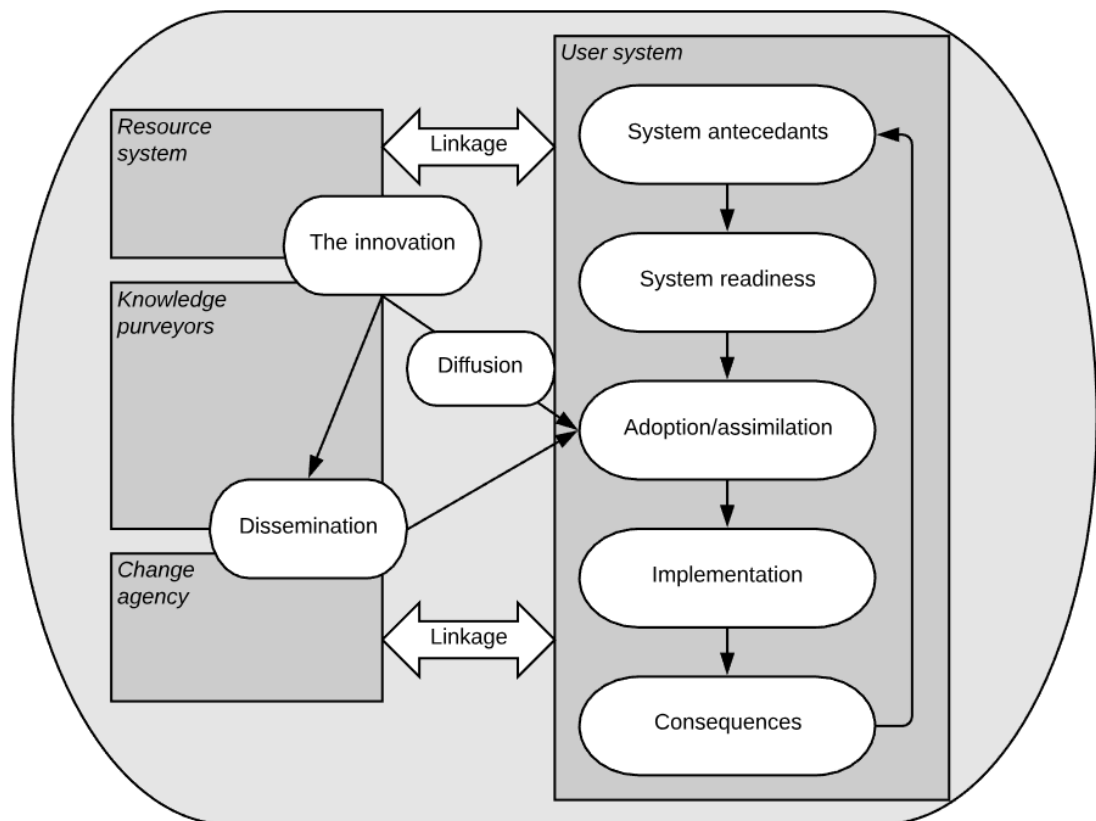 User system
System antecedants
Resource
system
Linkage
The innovation
System readiness
Knowledge
purveyors
Diffusion
Adoption/assimilation
Dissemination
Change
agency
Implementation
Linkage
Consequences